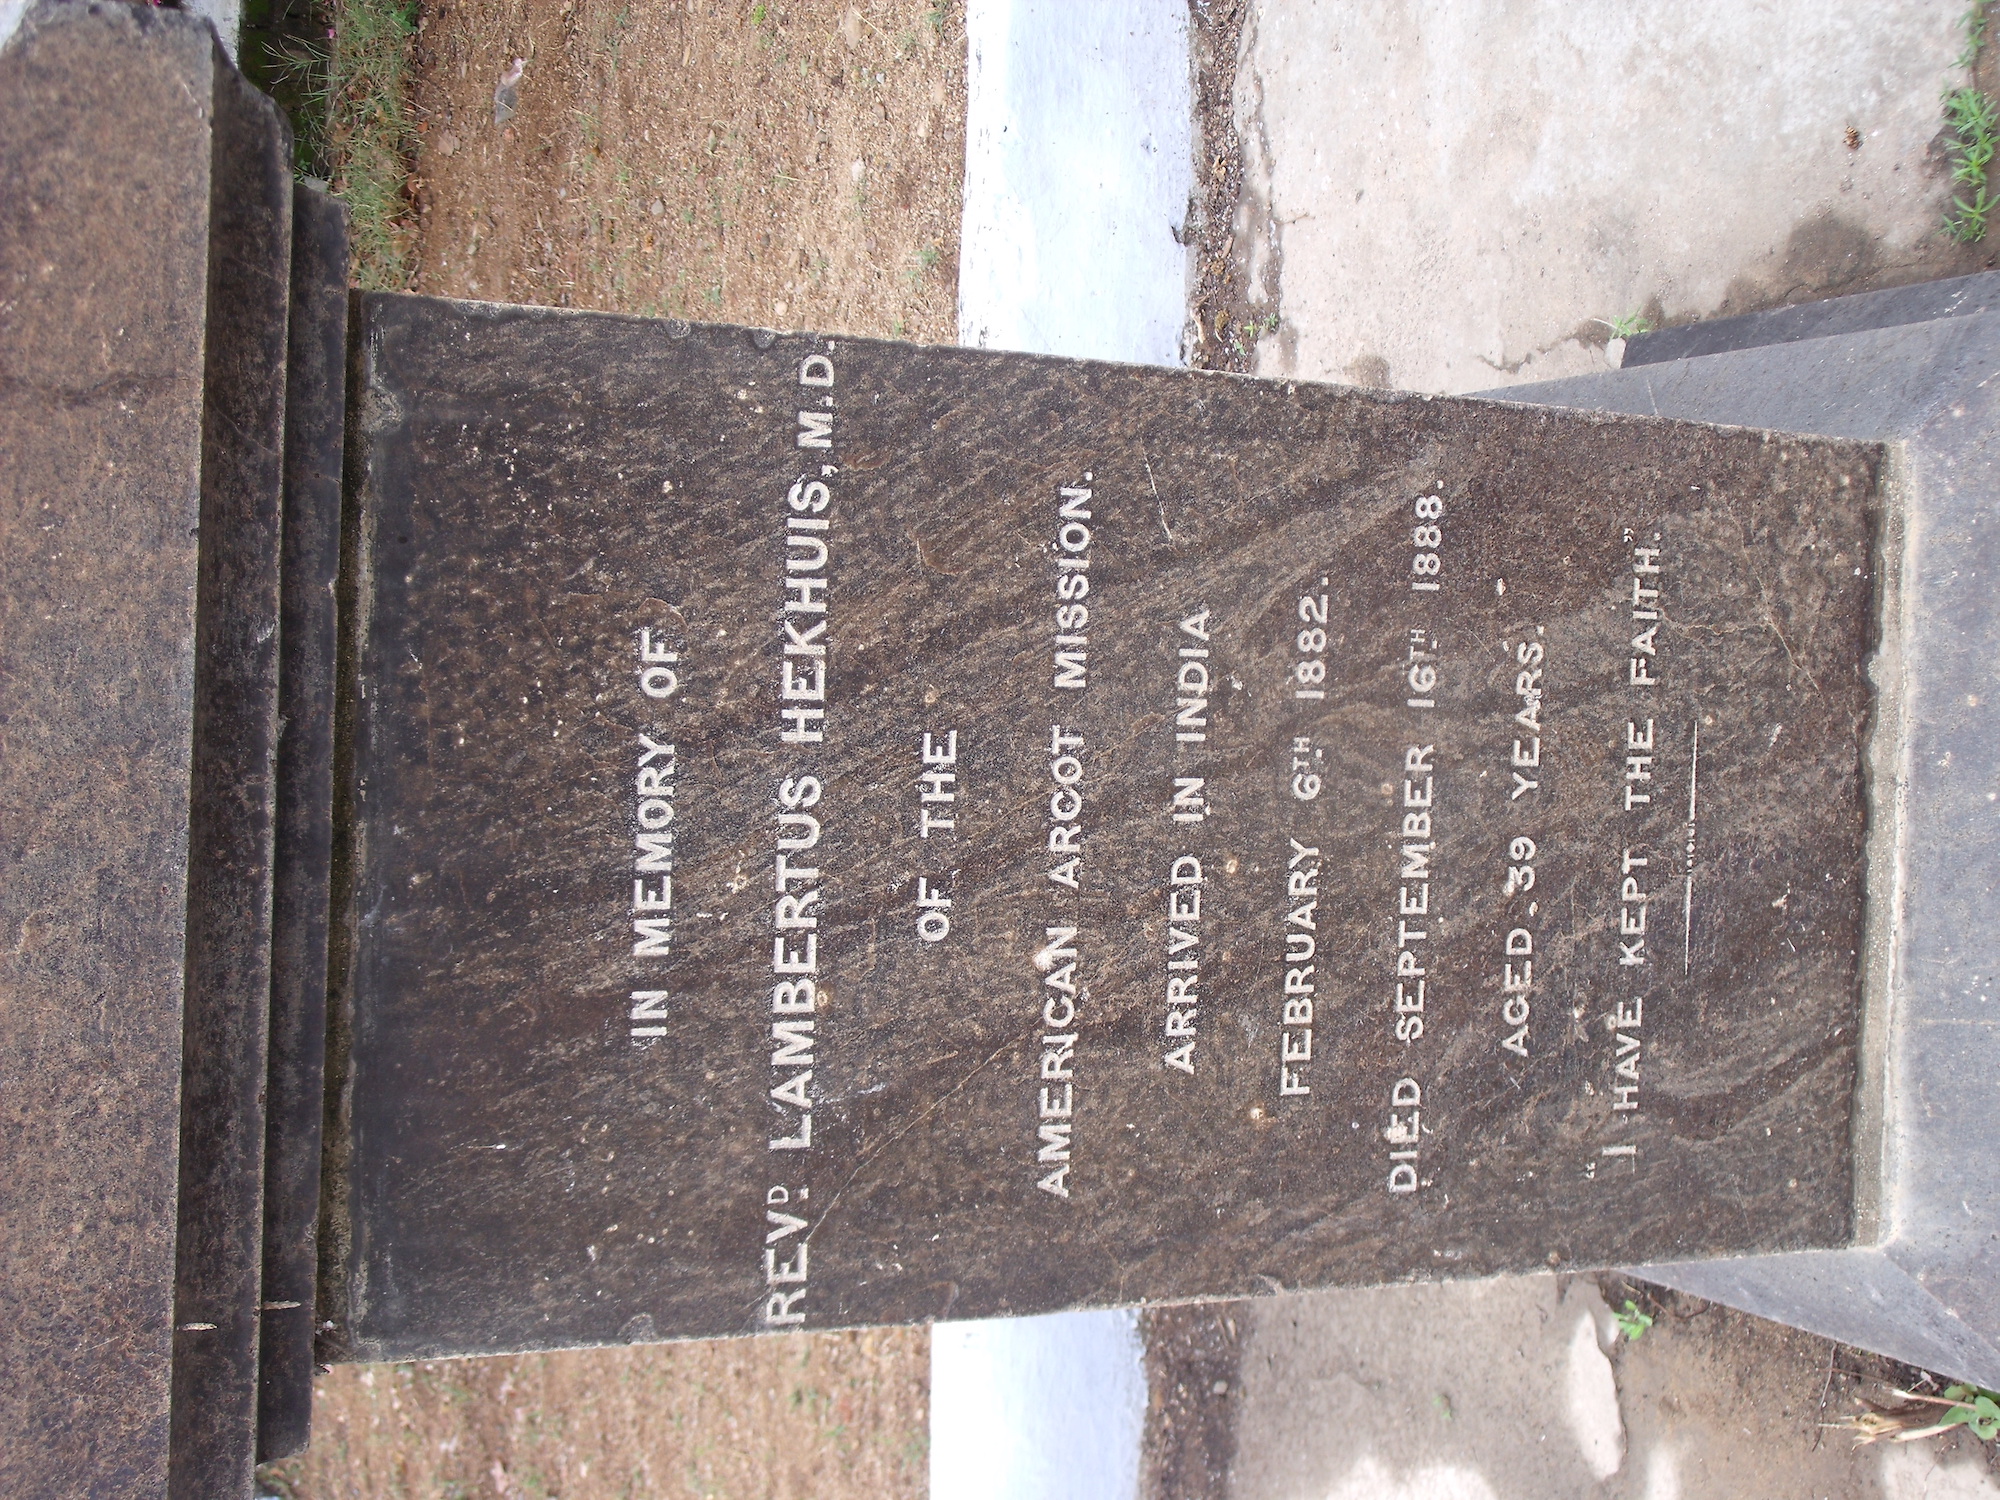 IN MEMORY OF
REVD. LAMBERTUS HEKHUIS, M.D.
OF THE
AMERICAN ARCOT MISSION.
ARRIVED IN INDIA
FEBRUARY 6TH 1882.
DIED SEPTEMBER 16TH 1888.
AGED 39 YEARS.
"I HAVE KEPT THE FAITH."